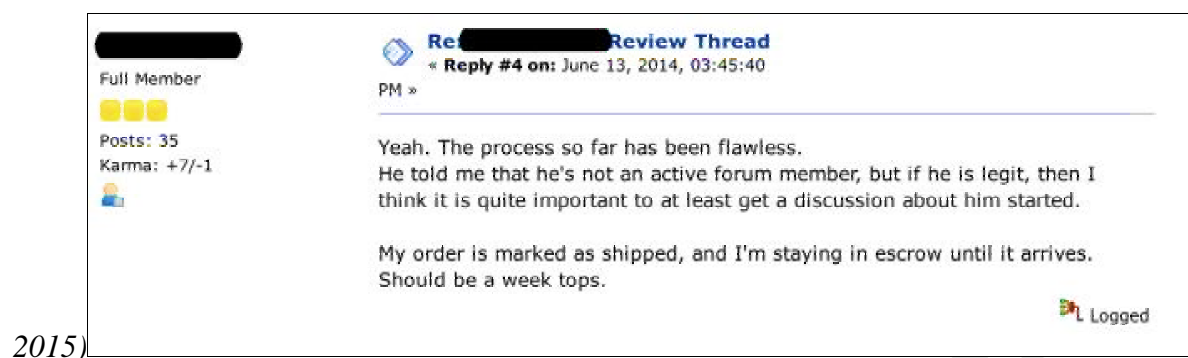 Re: Review Thread
« Reply #4 on: June 13, 2014, 03:45:40
PM »
Full Member
Posts: 35
Karma: +7/-1
Yeah. The process so far has been flawless.
He told me that he's not an active forum member, but if he is legit, then I
think it is quite important to at least get a discussion about him started.
My order is marked as shipped, and I'm staying in escrow until it arrives.
Should be a week tops.
Logged
2015)